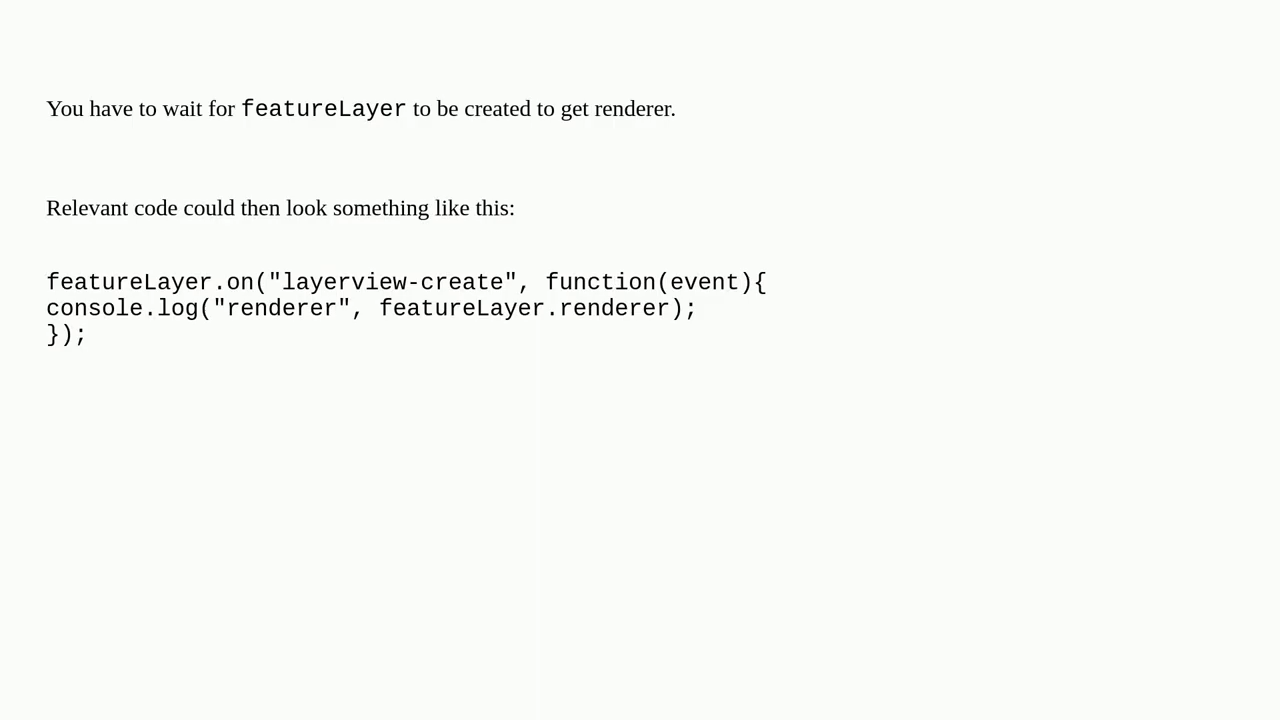 You have to wait for featureLayer to be created to get renderer.
Relevant code could then look something like this:
featureLayer.on("layerview-create", function(event){
console.log("renderer", featureLayer.renderer);
});